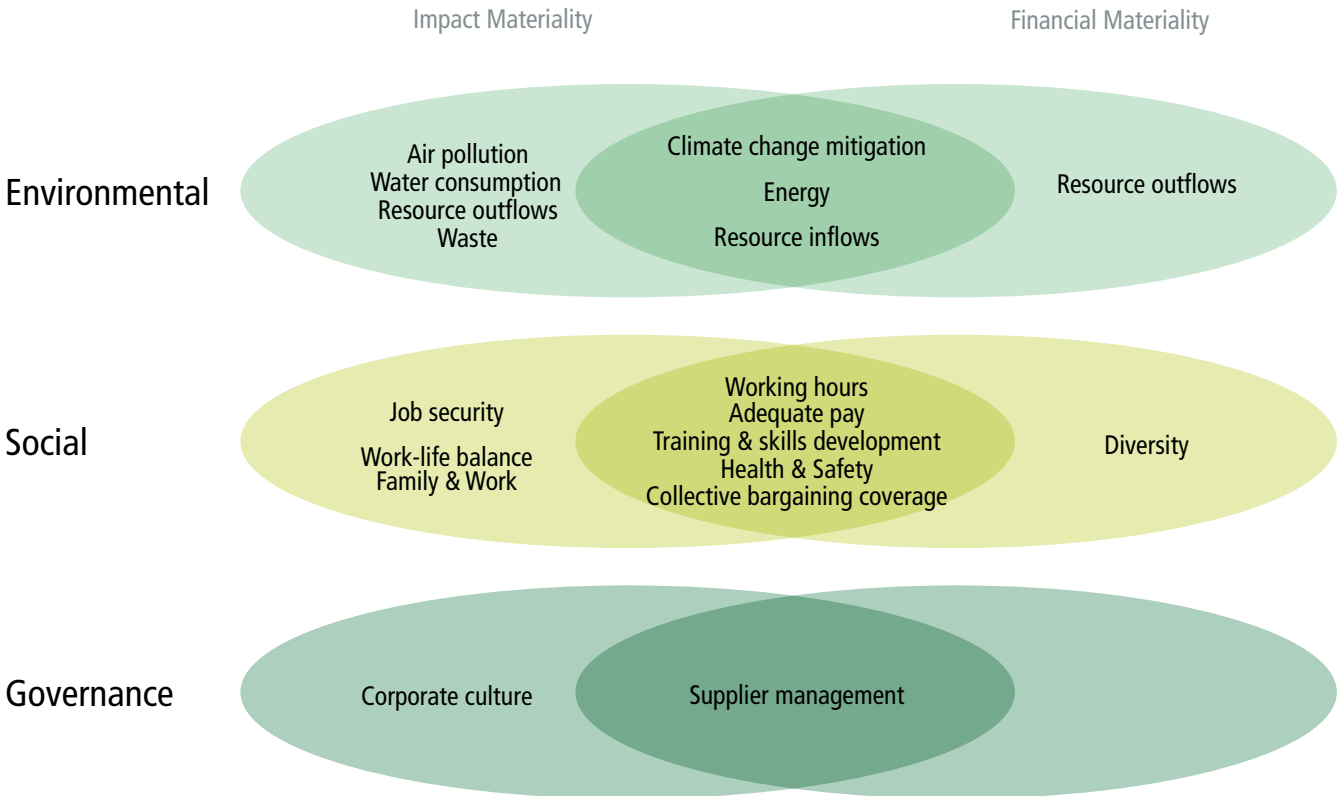 Impact Materiality
Financial Materiality
Environmental
Air pollution
Water consumption
Resource outflows
Waste
Climate change mitigation
Energy
Resource inflows
Resource outflows
Social
Job security
Work-life balance
Family & Work
Working hours
Adequate pay
Training & skills development
Health & Safety
Collective bargaining coverage
Diversity
Governance
Corporate culture
Supplier management